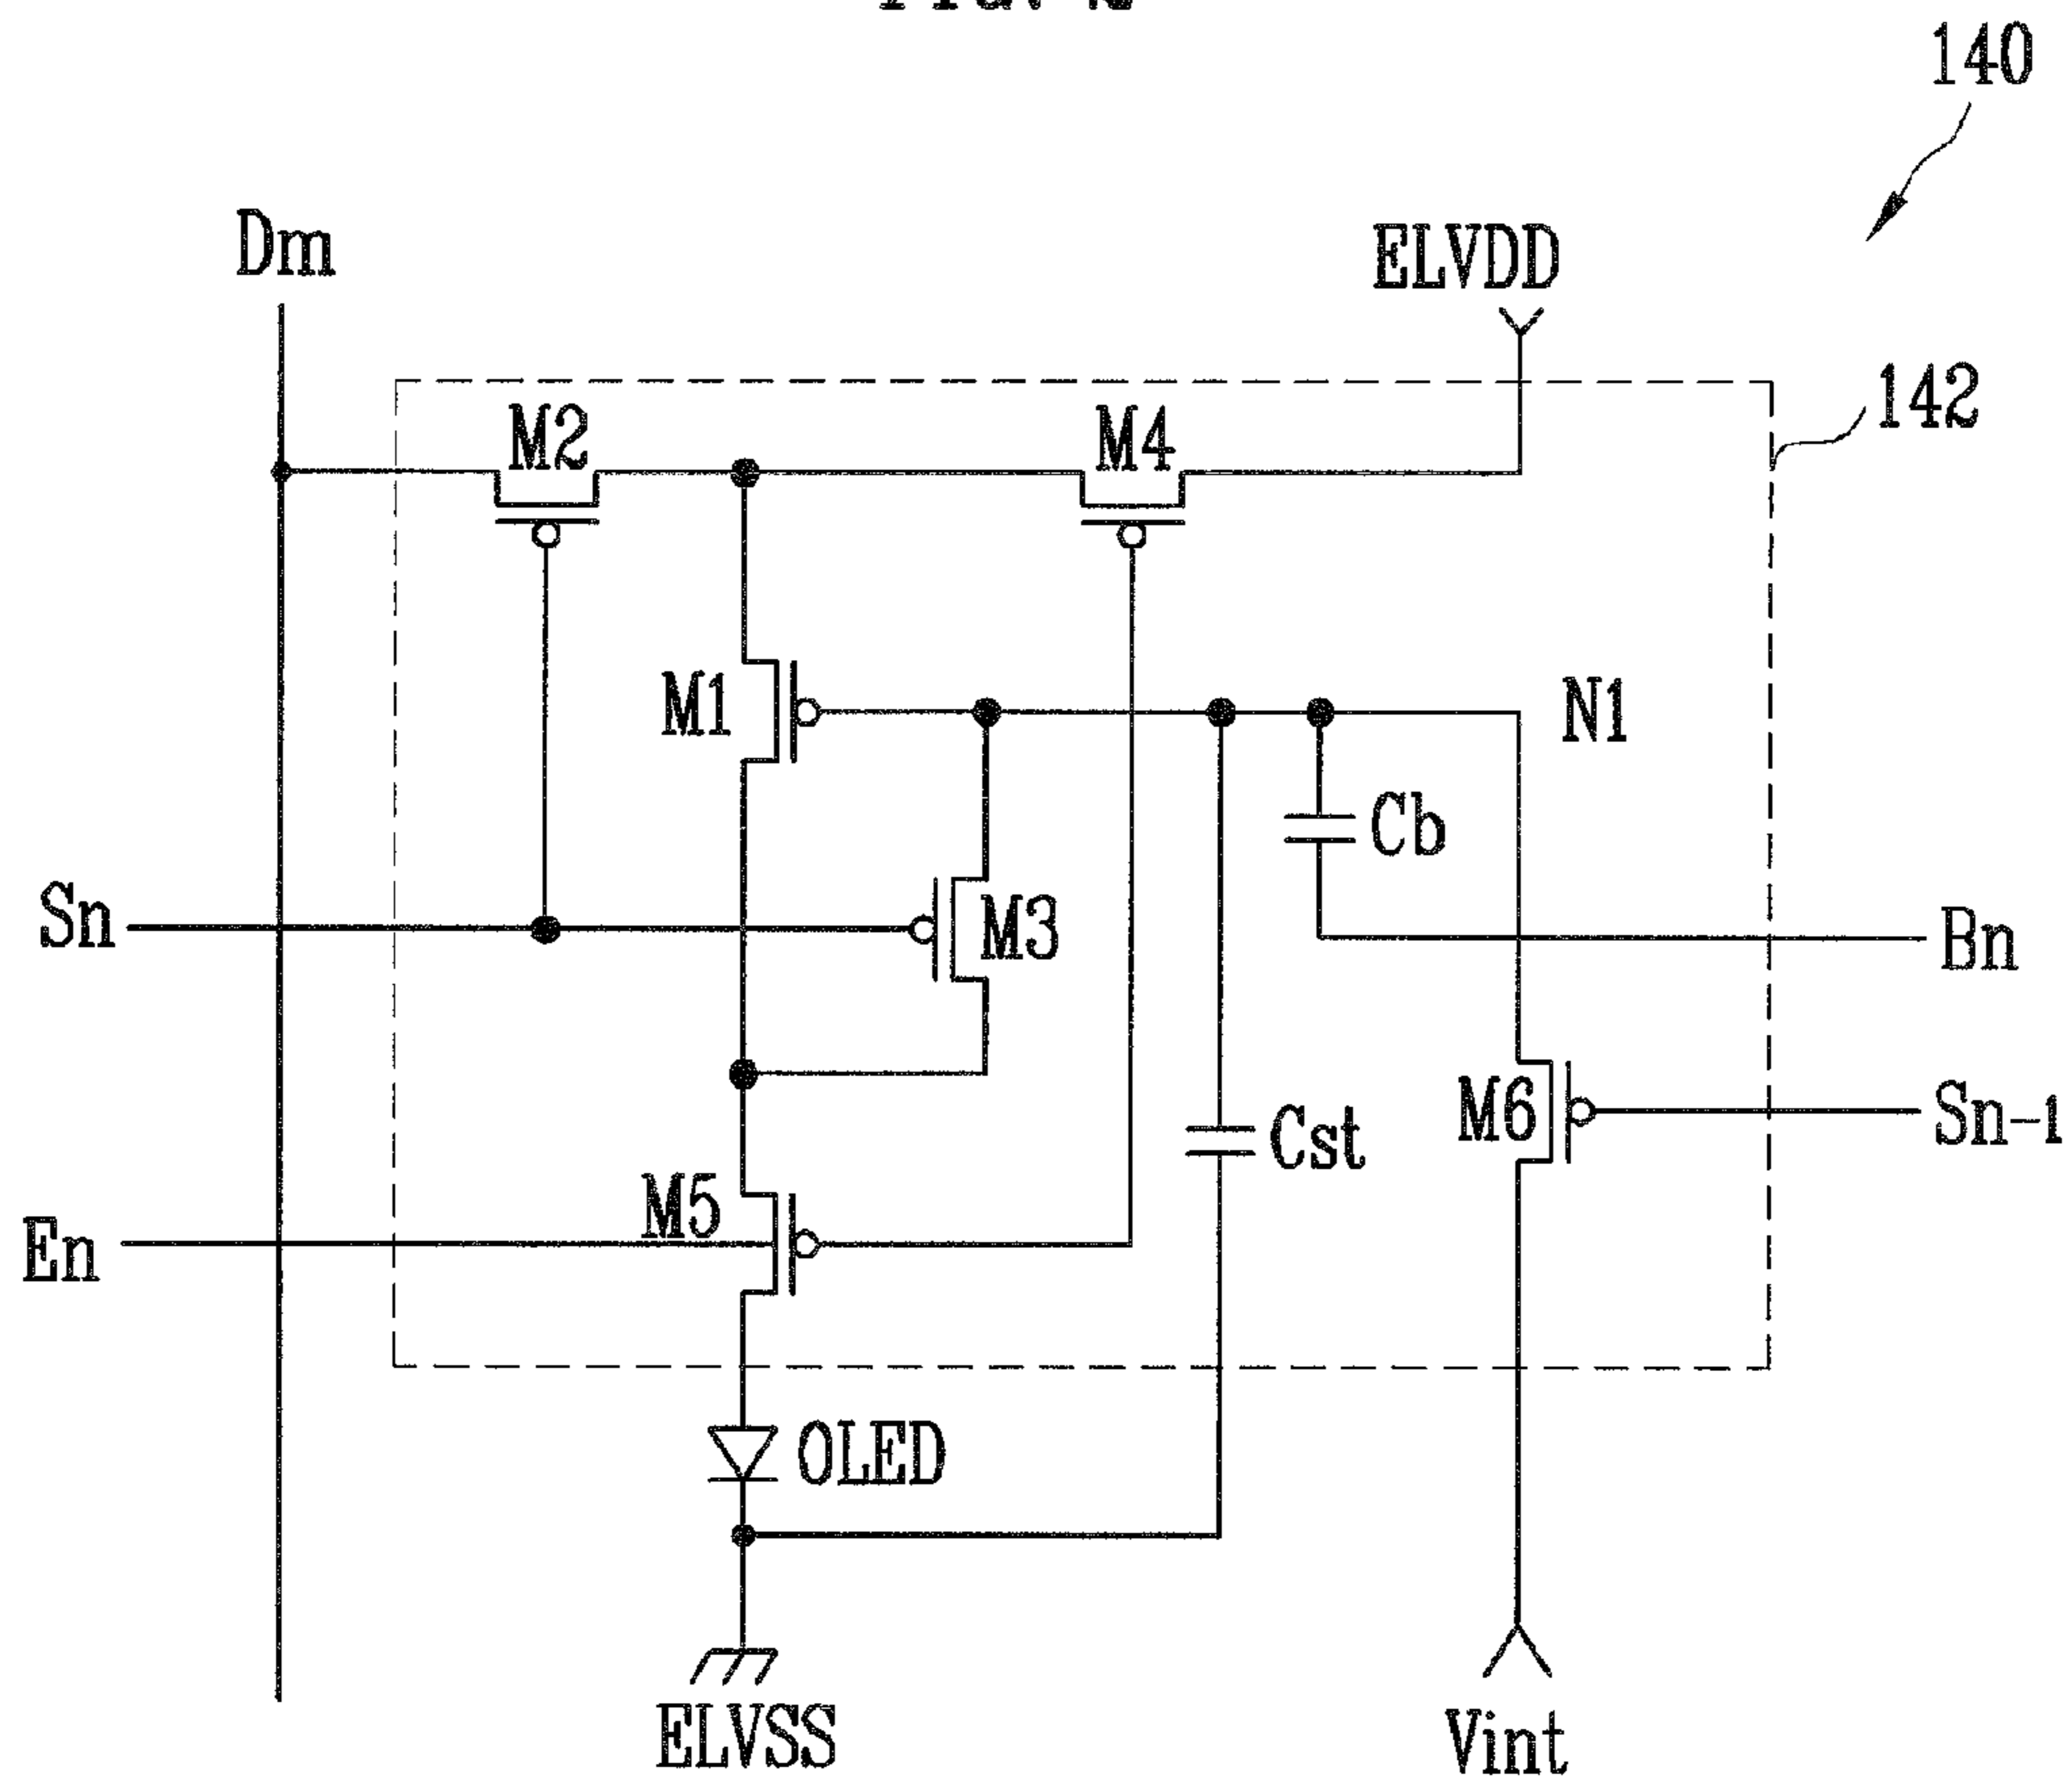 140
Dm
ELVDD
M2
M4
142
M1
N1
Cb
Sn
M3
Bn
M6
Sn-1
Cst
M5
En
OLED
ELVSS
Vint